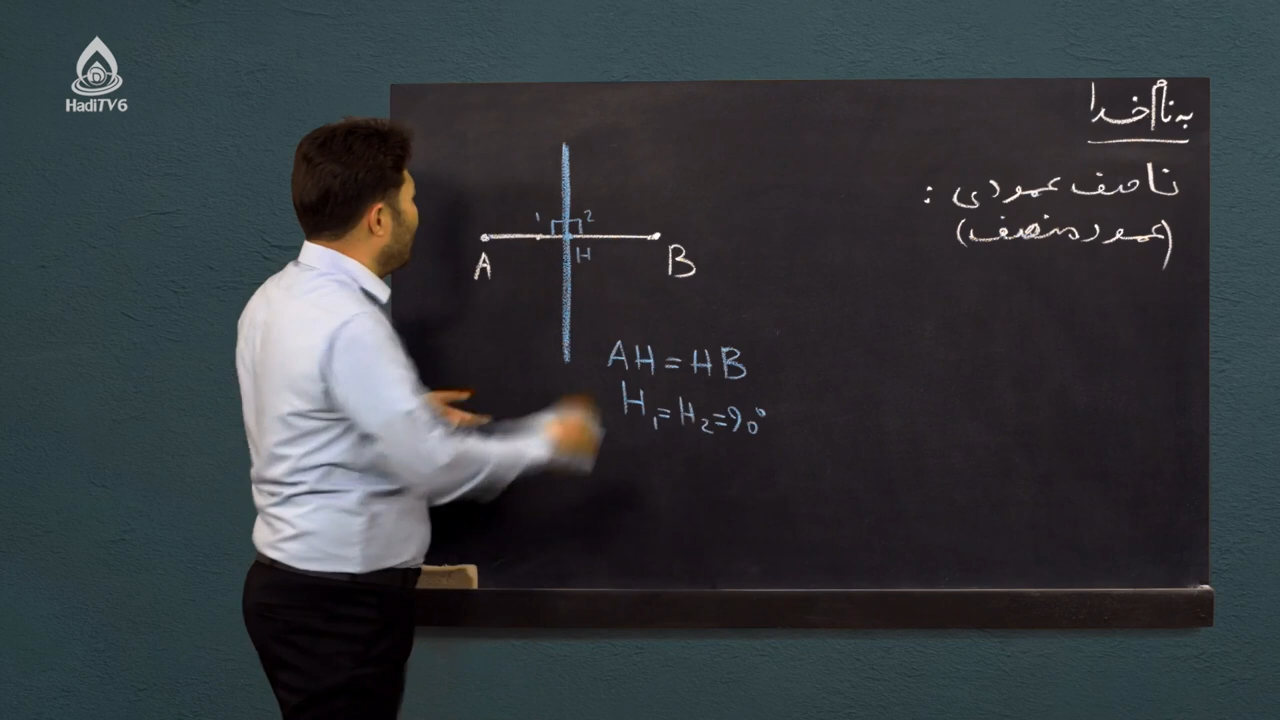 HadiTV6
به نام خدا
ناصف عمودی :
(عمود منصف)
1 2
A H B
AH = HB
H₁ = H₂ = 90°